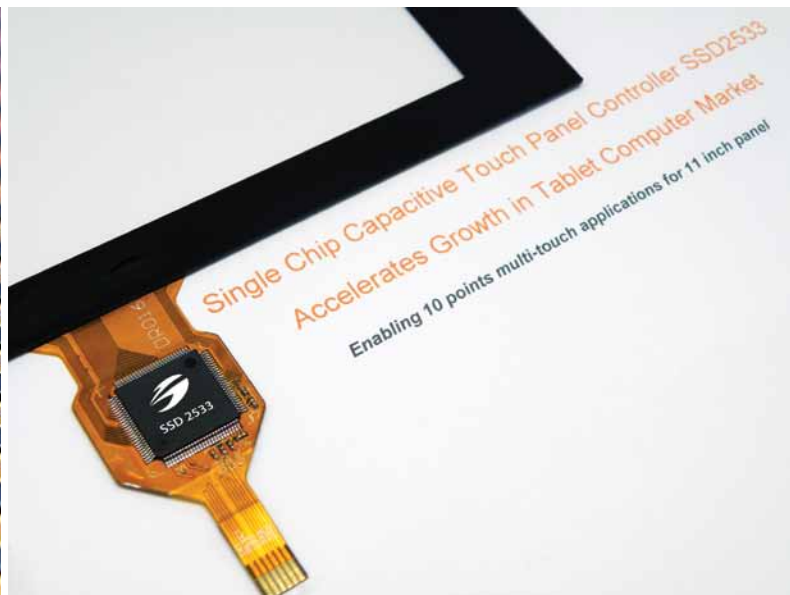 Single Chip Capacitive Touch Panel Controller SSD2533
Accelerates Growth in Tablet Computer Market
Enabling 10 points multi-touch applications for 11 inch panel
SSD 2533